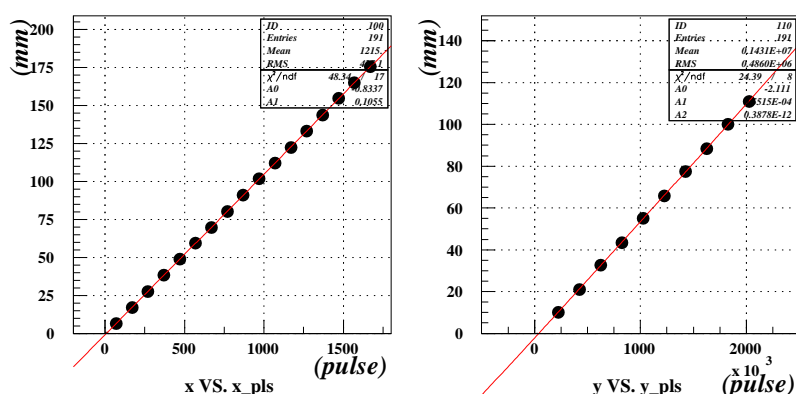 (mm)
200
175
150
125
100
75
50
25
0
0 500 1000 1500
(pulse)
x VS. x_pls
ID 100
Entries 191
Mean 1215.
RMS
χ²/ndf 48.34 17
A0
A1 0.1055
(mm)
140
120
100
80
60
40
20
0
0 1000 2000
x 10 3
(pulse)
y VS. y_pls
ID 110
Entries 191
Mean 0.1431E+07
RMS 0.4860E+06
χ²/ndf 24.39 8
A0 -2.111
A1
A2 0.3878E-12